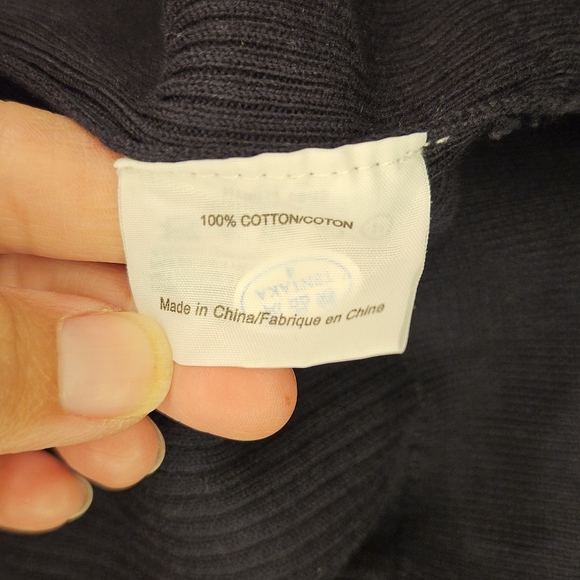 100% COTTON/COTON
Made in China/Fabrique en Chine